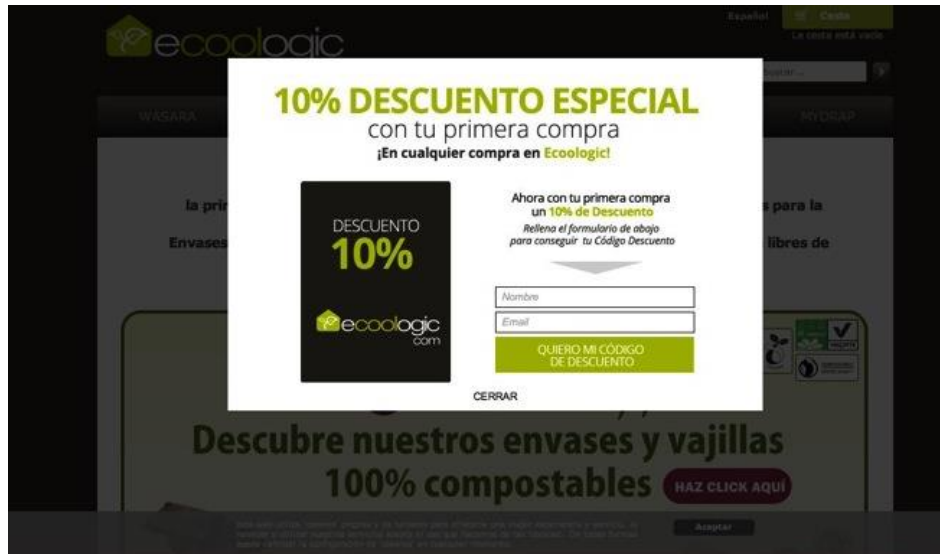 Español
Cesta
La cesta está vacía
ecoologic
WASARA
MYDRAP
10% DESCUENTO ESPECIAL
con tu primera compra
¡En cualquier compra en Ecoologic!
la pri
s para la
Envases
libres de
DESCUENTO
10%
ecoologic
com
Ahora con tu primera compra
un 10% de Descuento
Rellena el formulario de abajo
para conseguir tu Código Descuento
Nombre
Email
QUIERO MI CÓDIGO
DE DESCUENTO
CERRAR
Descubre nuestros envases y vajillas
100% compostables
HAZ CLICK AQUÍ
Aceptar